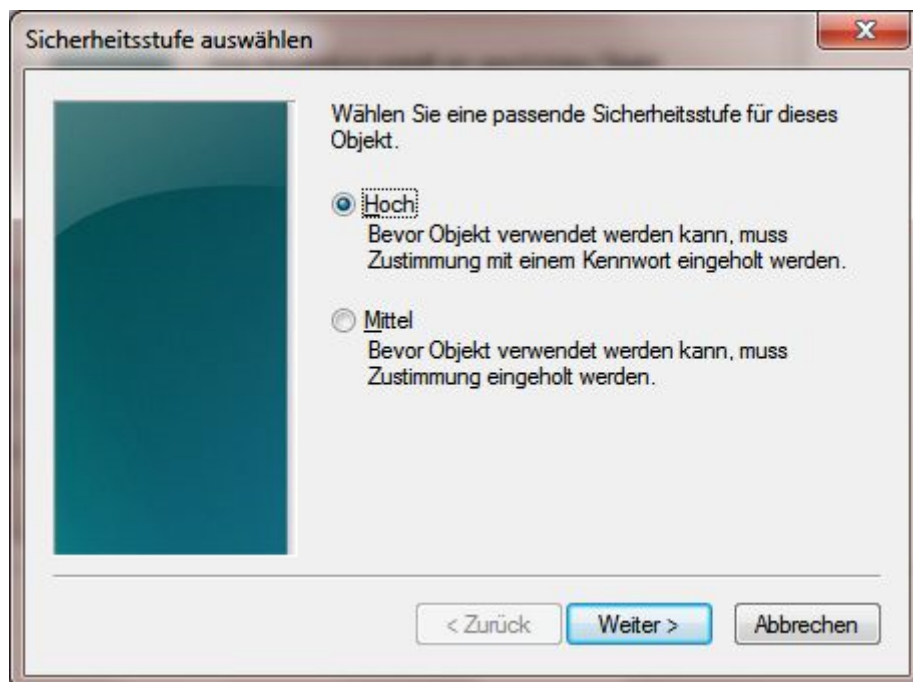 Sicherheitsstufe auswählen
Wählen Sie eine passende Sicherheitsstufe für dieses
Objekt.
Hoch
Bevor Objekt verwendet werden kann, muss
Zustimmung mit einem Kennwort eingeholt werden.
Mittel
Bevor Objekt verwendet werden kann, muss
Zustimmung eingeholt werden.
< Zurück
Weiter >
Abbrechen